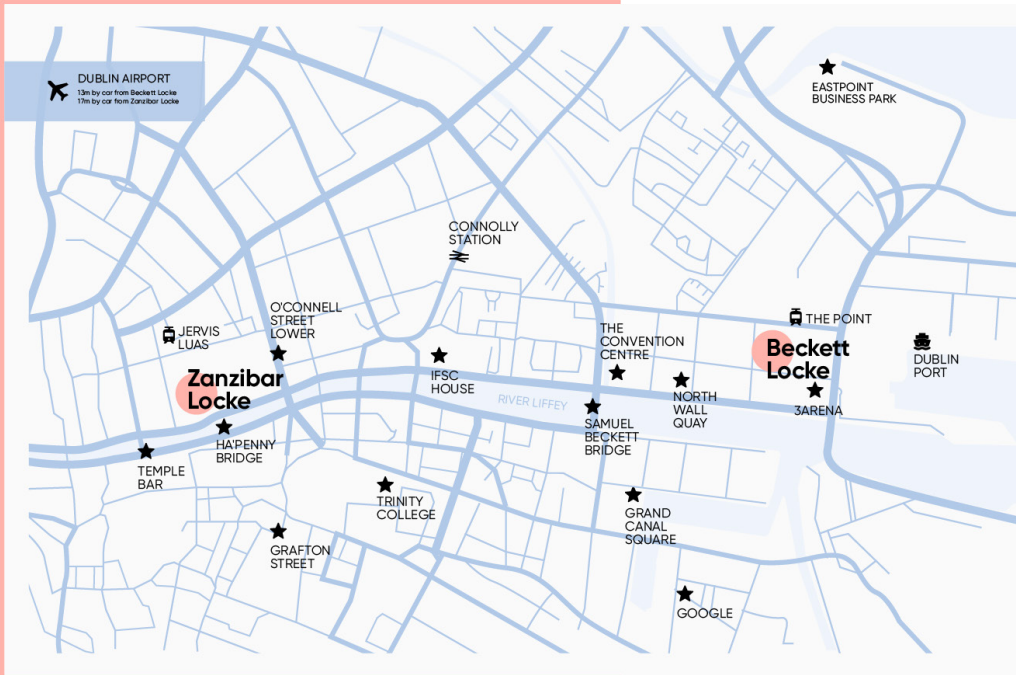 DUBLIN AIRPORT
13m by car from Beckett Locke
17m by car from Zanzibar Locke
EASTPOINT
BUSINESS PARK
CONNOLLY
STATION
O'CONNELL
STREET
LOWER
JERVIS
LUAS
THE POINT
THE
CONVENTION
CENTRE
Beckett
Locke
DUBLIN
PORT
Zanzibar
Locke
IFSC
HOUSE
NORTH
WALL
QUAY
3ARENA
RIVER LIFFEY
SAMUEL
BECKETT
BRIDGE
HA'PENNY
BRIDGE
TEMPLE
BAR
TRINITY
COLLEGE
GRAND
CANAL
SQUARE
GRAFTON
STREET
GOOGLE